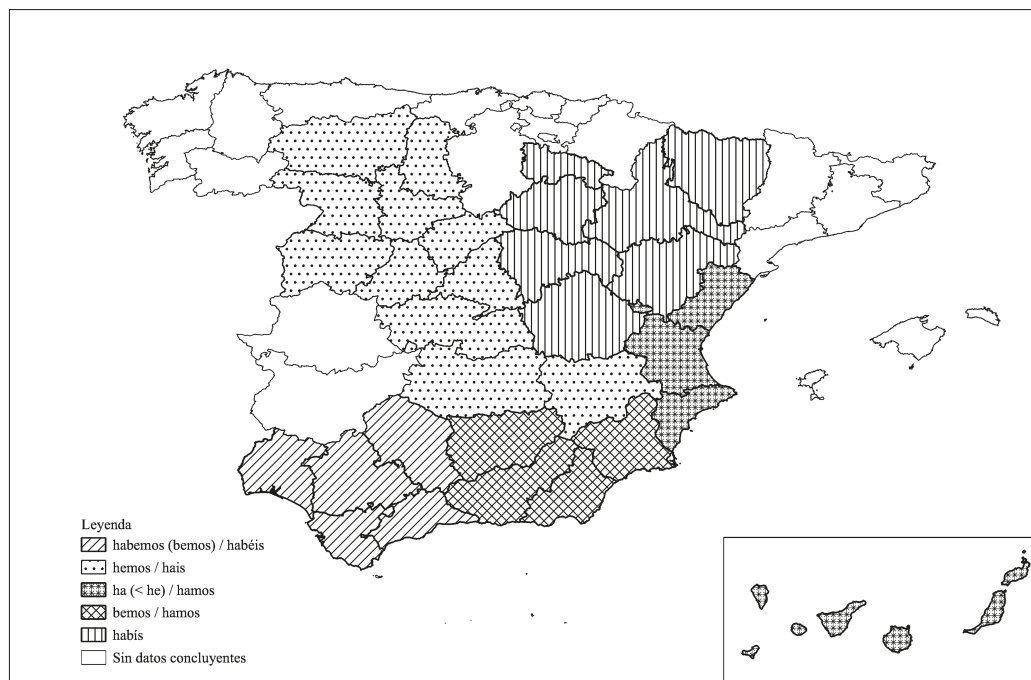 Leyenda
habemos (bemos) / habéis
hemos / hais
ha (< he) / hamos
bemos / hamos
habís
Sin datos concluyentes